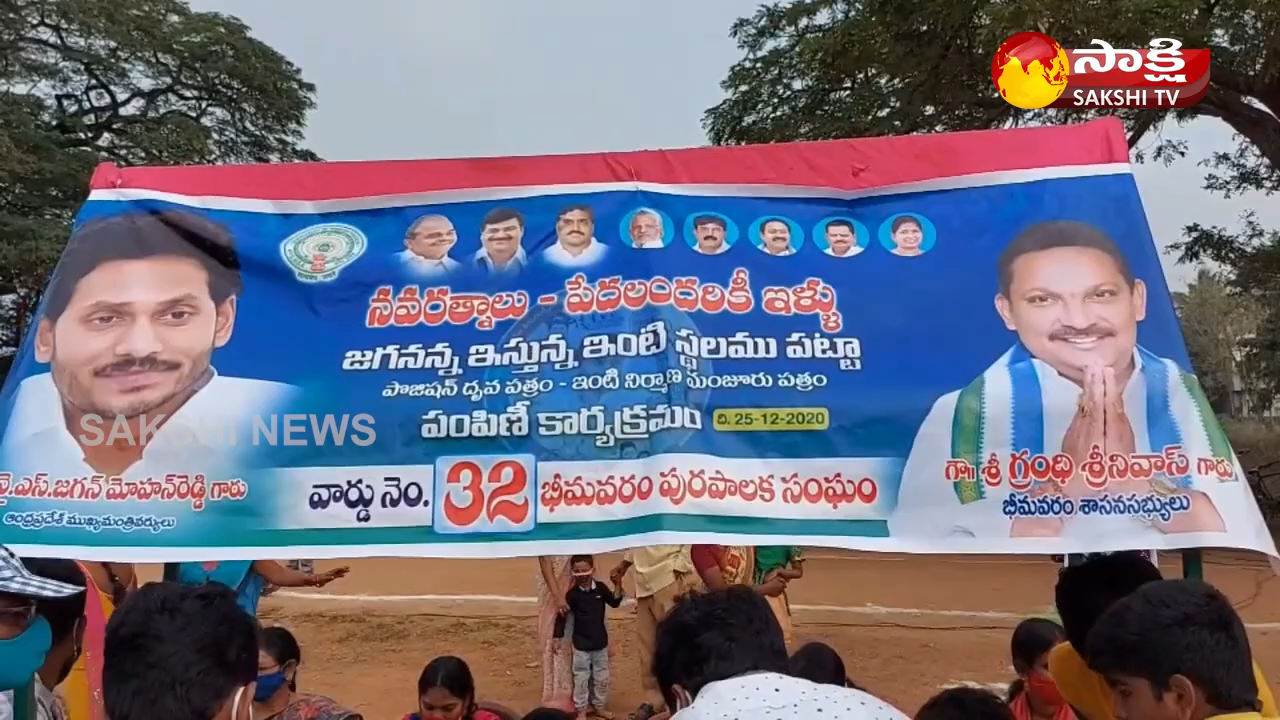 సాక్షి
SAKSHI TV
నవరత్నాలు - పేదలందరికీ ఇళ్ళు
జగనన్న ఇస్తున్న ఇంటి స్థలము పట్టా
పొజిషన్ దృవ పత్రం - ఇంటి నిర్మాణ మంజూరు పత్రం
పంపిణీ కార్యక్రమం ది. 25-12-2020
SAKSHI NEWS
వై.ఎస్.జగన్ మోహన్‌రెడ్డి గారు
ఆంధ్రప్రదేశ్ ముఖ్యమంత్రివర్యులు
వార్డు నెం. 32 భీమవరం పురపాలక సంఘం
గౌ౹౹ శ్రీ గ్రంధి శ్రీనివాస్ గారు
భీమవరం శాసనసభ్యులు